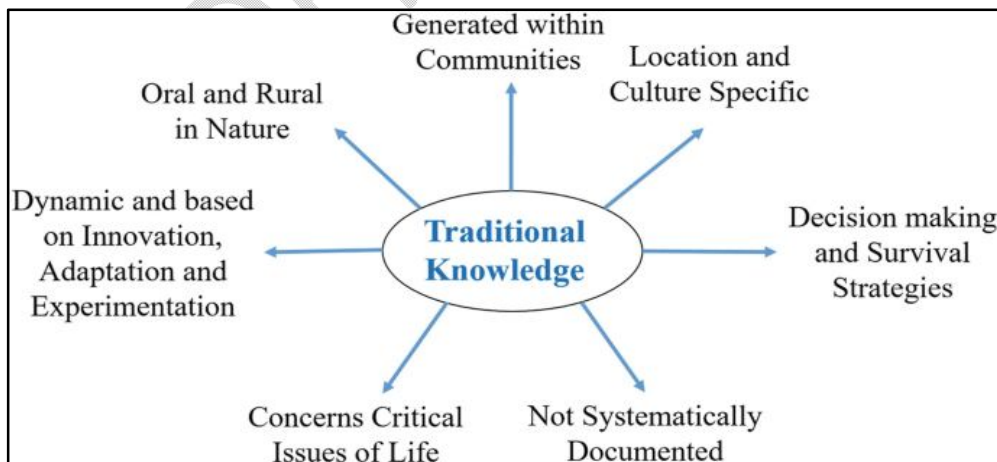 Generated within
Communities
Location and
Culture Specific
Oral and Rural
in Nature
Dynamic and based
on Innovation,
Adaptation and
Experimentation
Traditional
Knowledge
Decision making
and Survival
Strategies
Concerns Critical
Issues of Life
Not Systematically
Documented